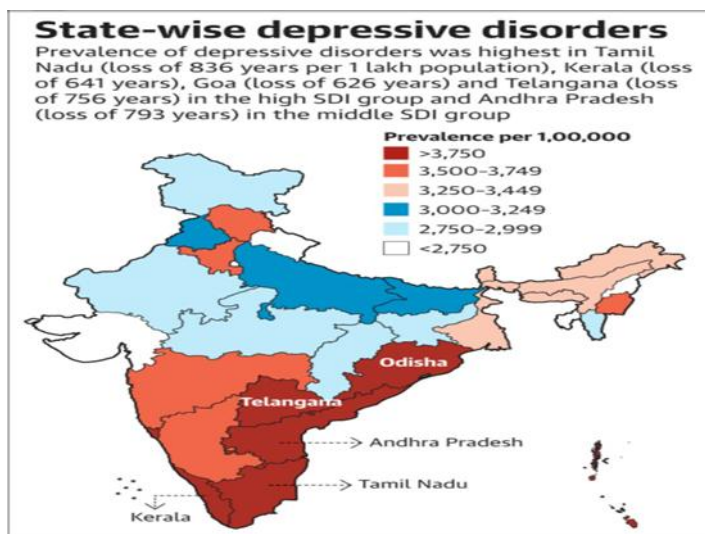 State-wise depressive disorders
Prevalence of depressive disorders was highest in Tamil
Nadu (loss of 836 years per 1 lakh population), Kerala (loss
of 641 years), Goa (loss of 626 years) and Telangana (loss
of 756 years) in the high SDI group and Andhra Pradesh
(loss of 793 years) in the middle SDI group
Prevalence per 1,00,000
>3,750
3,500–3,749
3,250–3,449
3,000–3,249
2,750–2,999
<2,750
Odisha
Telangana
Andhra Pradesh
Tamil Nadu
Kerala